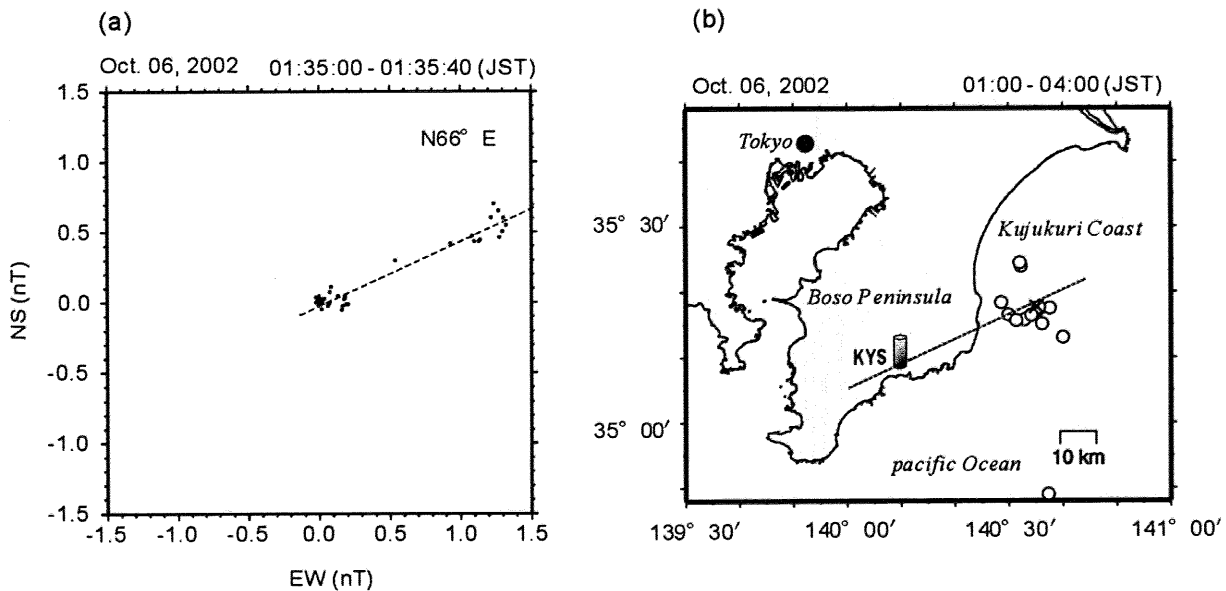 (a)
Oct. 06, 2002 01:35:00 - 01:35:40 (JST)
1.5
N66° E
1.0
0.5
0.0
-0.5
-1.0
-1.5
NS (nT)
-1.5 -1.0 -0.5 0.0 0.5 1.0 1.5
EW (nT)
(b)
Oct. 06, 2002 01:00 - 04:00 (JST)
Tokyo
35° 30′
Kujukuri Coast
Boso Peninsula
KYS
35° 00′
pacific Ocean
10 km
139° 30′ 140° 00′ 140° 30′ 141° 00′